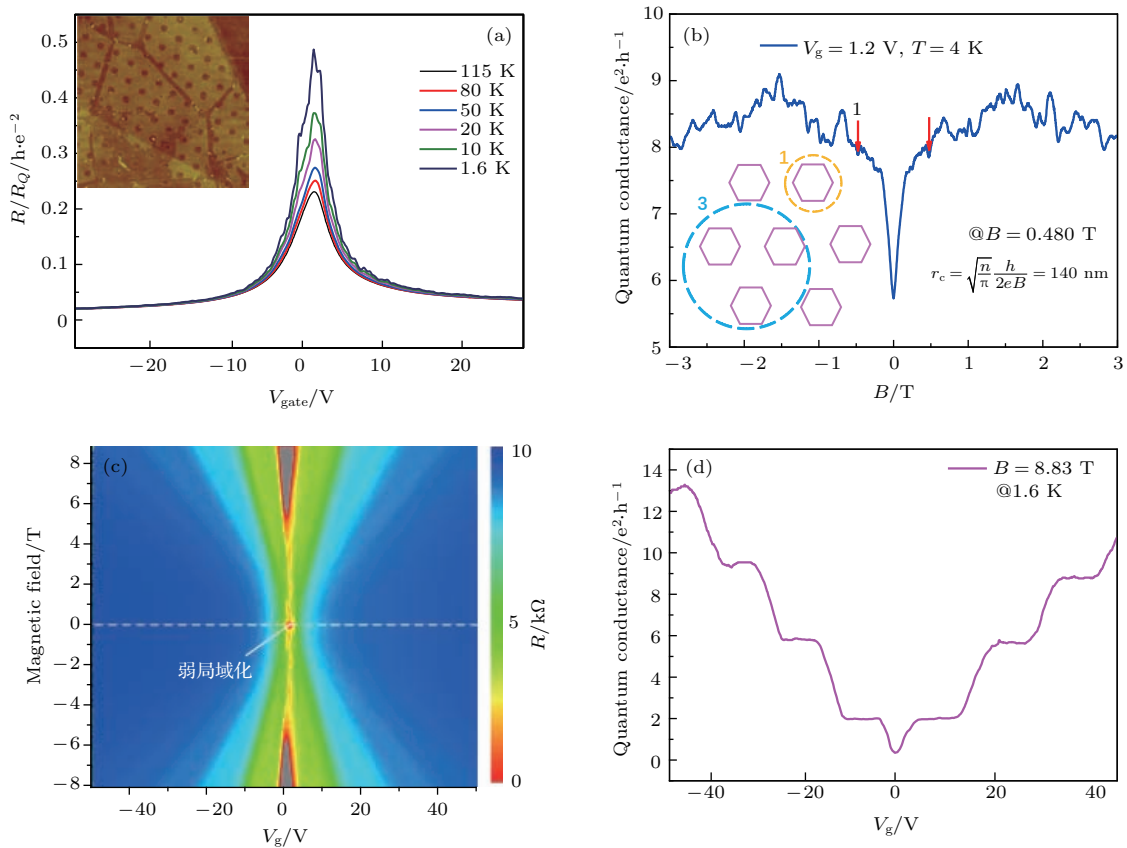 (a)
R/R_Q/h·e⁻²
0.5
0.4
0.3
0.2
0.1
0
115 K
80 K
50 K
20 K
10 K
1.6 K
−20
−10
0
10
20
V_gate/V
(b)
Quantum conductance/e²·h⁻¹
10
9
8
7
6
5
V_g = 1.2 V, T = 4 K
1
1
3
@B = 0.480 T
r_c = √(n/π) h/2eB = 140 nm
−3
−2
−1
0
1
2
3
B/T
(c)
Magnetic field/T
8
6
4
2
0
−2
−4
−6
−8
弱局域化
−40
−20
0
20
40
V_g/V
10
5
0
R/kΩ
(d)
Quantum conductance/e²·h⁻¹
14
12
10
8
6
4
2
0
B = 8.83 T
@1.6 K
−40
−20
0
20
40
V_g/V